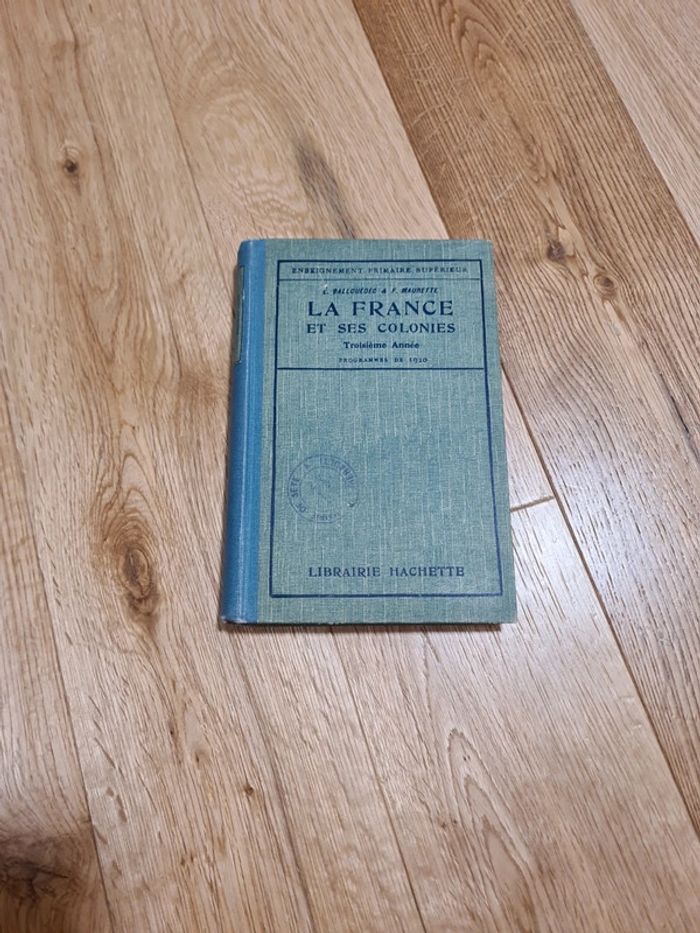 ENSEIGNEMENT PRIMAIRE SUPÉRIEUR
L. GALLOUÉDEC & F. MAURETTE
LA FRANCE
ET SES COLONIES
Troisième Année
PROGRAMMES DE 1920
LIBRAIRIE HACHETTE